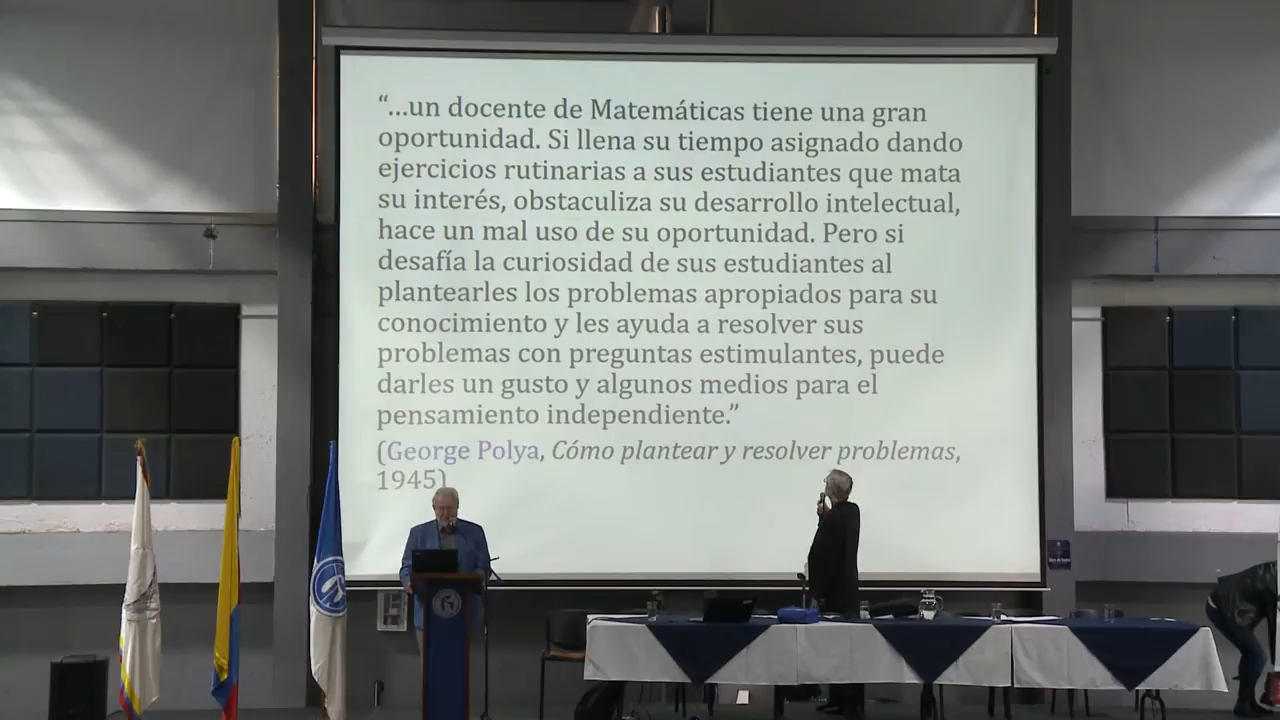 “...un docente de Matemáticas tiene una gran
oportunidad. Si llena su tiempo asignado dando
ejercicios rutinarias a sus estudiantes que mata
su interés, obstaculiza su desarrollo intelectual,
hace un mal uso de su oportunidad. Pero si
desafía la curiosidad de sus estudiantes al
plantearles los problemas apropiados para su
conocimiento y les ayuda a resolver sus
problemas con preguntas estimulantes, puede
darles un gusto y algunos medios para el
pensamiento independiente.”
(George Polya, Cómo plantear y resolver problemas,
1945)